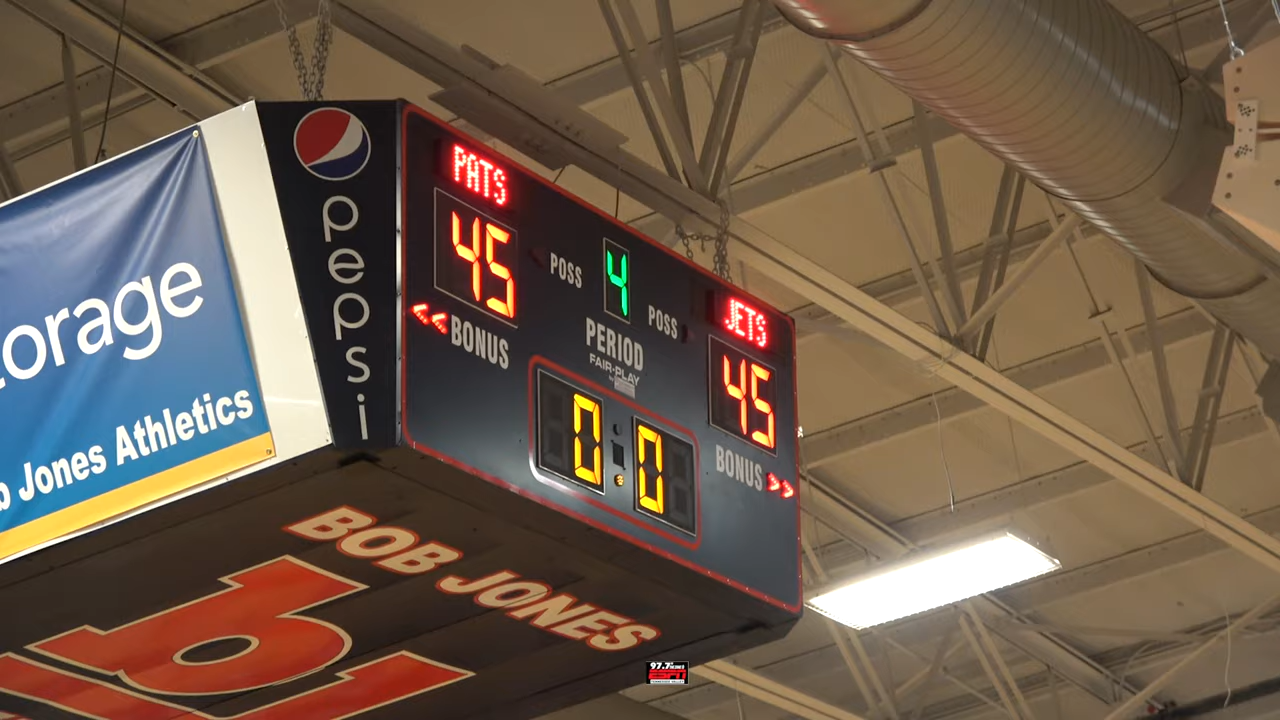 orage
b Jones Athletics
pepsi
PATS
45
POSS
4
POSS
JETS
45
BONUS
PERIOD
FAIR-PLAY
BONUS
0:0
BOB JONES
97.7
ESPN